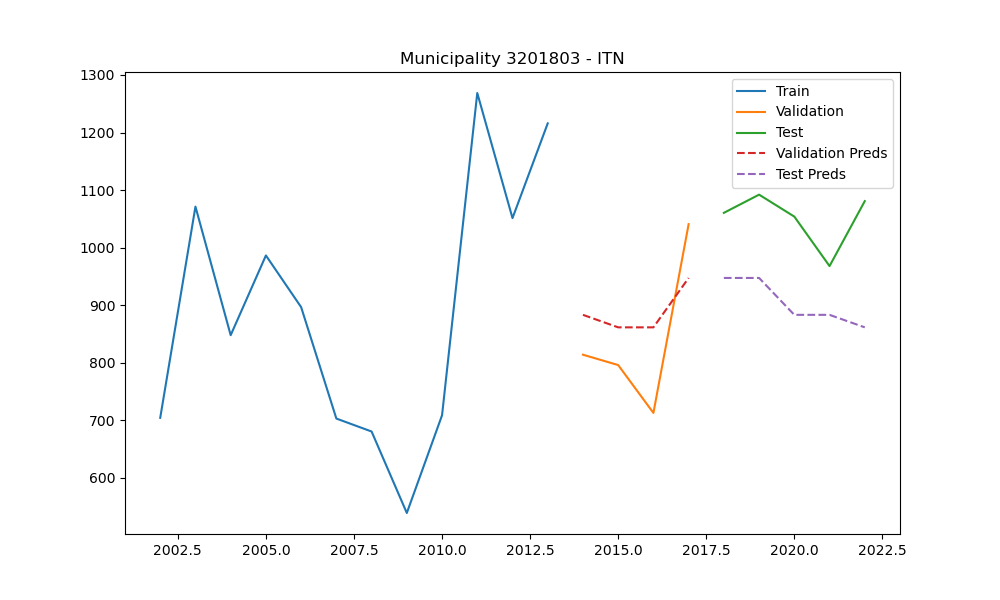 Municipality 3201803 - ITN
1300
1200
1100
1000
900
800
700
600
2002.5 2005.0 2007.5 2010.0 2012.5 2015.0 2017.5 2020.0 2022.5
Train
Validation
Test
Validation Preds
Test Preds